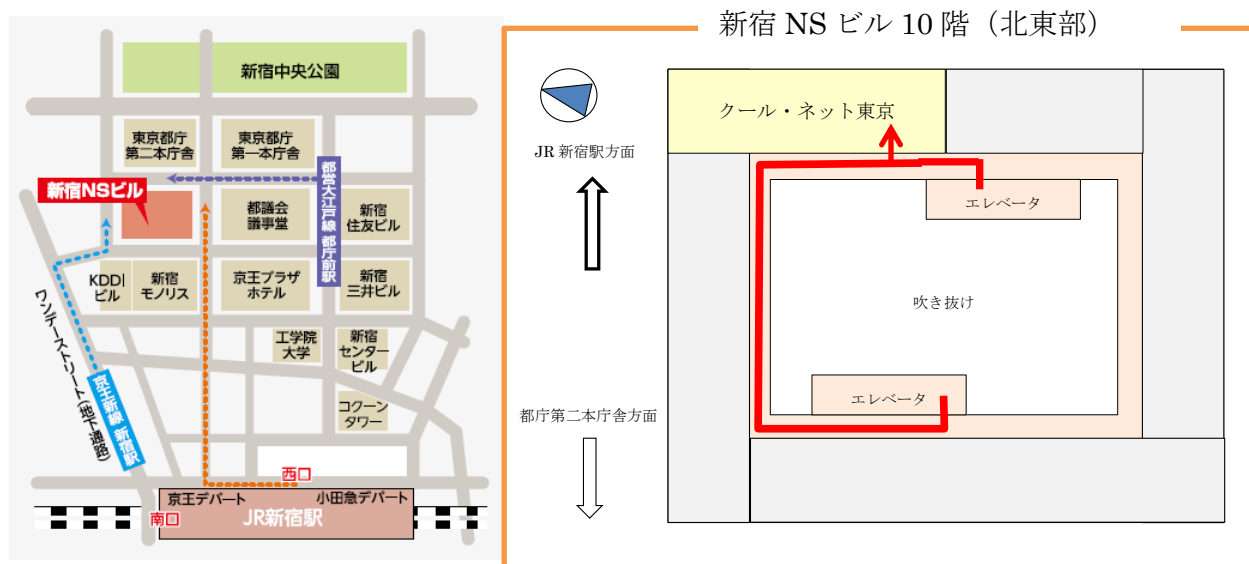 新宿中央公園
東京都庁
第二本庁舎
東京都庁
第一本庁舎
新宿NSビル
都営大江戸線 都庁前駅
都議会
議事堂
新宿
住友ビル
KDDI
ビル
新宿
モノリス
京王プラザ
ホテル
新宿
三井ビル
ワンデーストリート(地下通路)
工学院
大学
新宿
センター
ビル
京王新線 新宿駅
コクーン
タワー
西口
京王デパート
小田急デパート
南口
JR新宿駅
新宿 NS ビル 10 階（北東部）
クール・ネット東京
JR 新宿駅方面
エレベータ
吹き抜け
エレベータ
都庁第二本庁舎方面